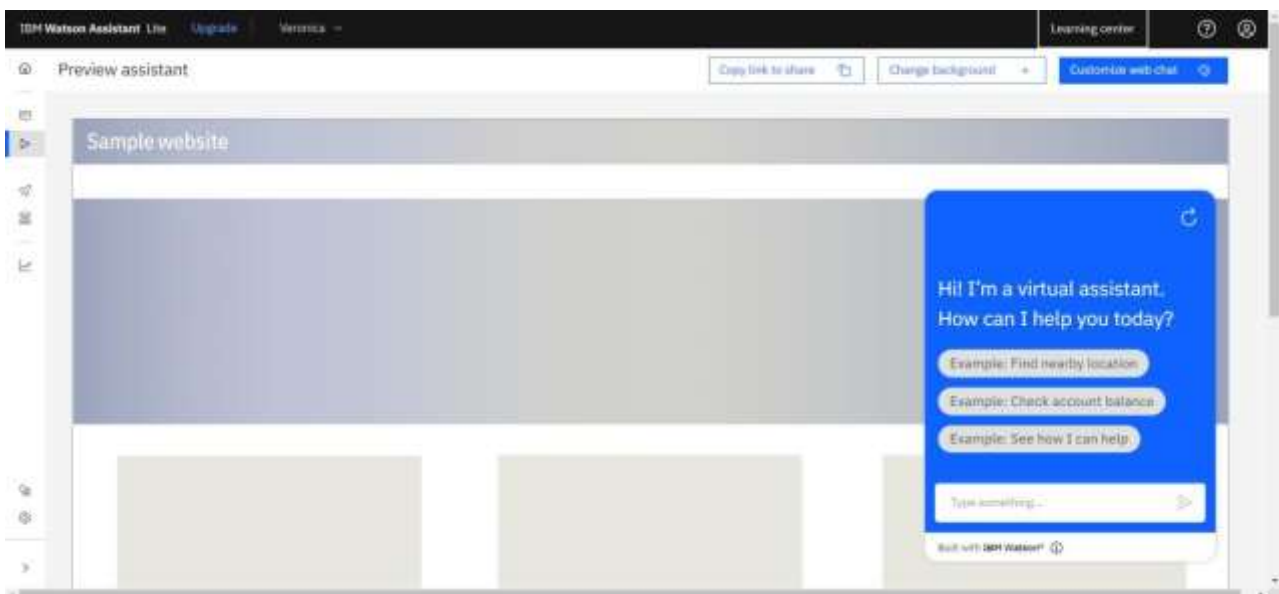 IBM Watson Assistant Lite Upgrade Veronica Learning center
Preview assistant Copy link to share Change background + Customize web chat
Sample website
Hi! I'm a virtual assistant.
How can I help you today?
Example: Find nearby location
Example: Check account balance
Example: See how I can help
Type something...
Built with IBM Watson®